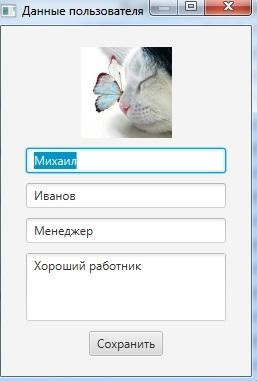 Данные пользователя
Михаил
Иванов
Менеджер
Хороший работник
Сохранить